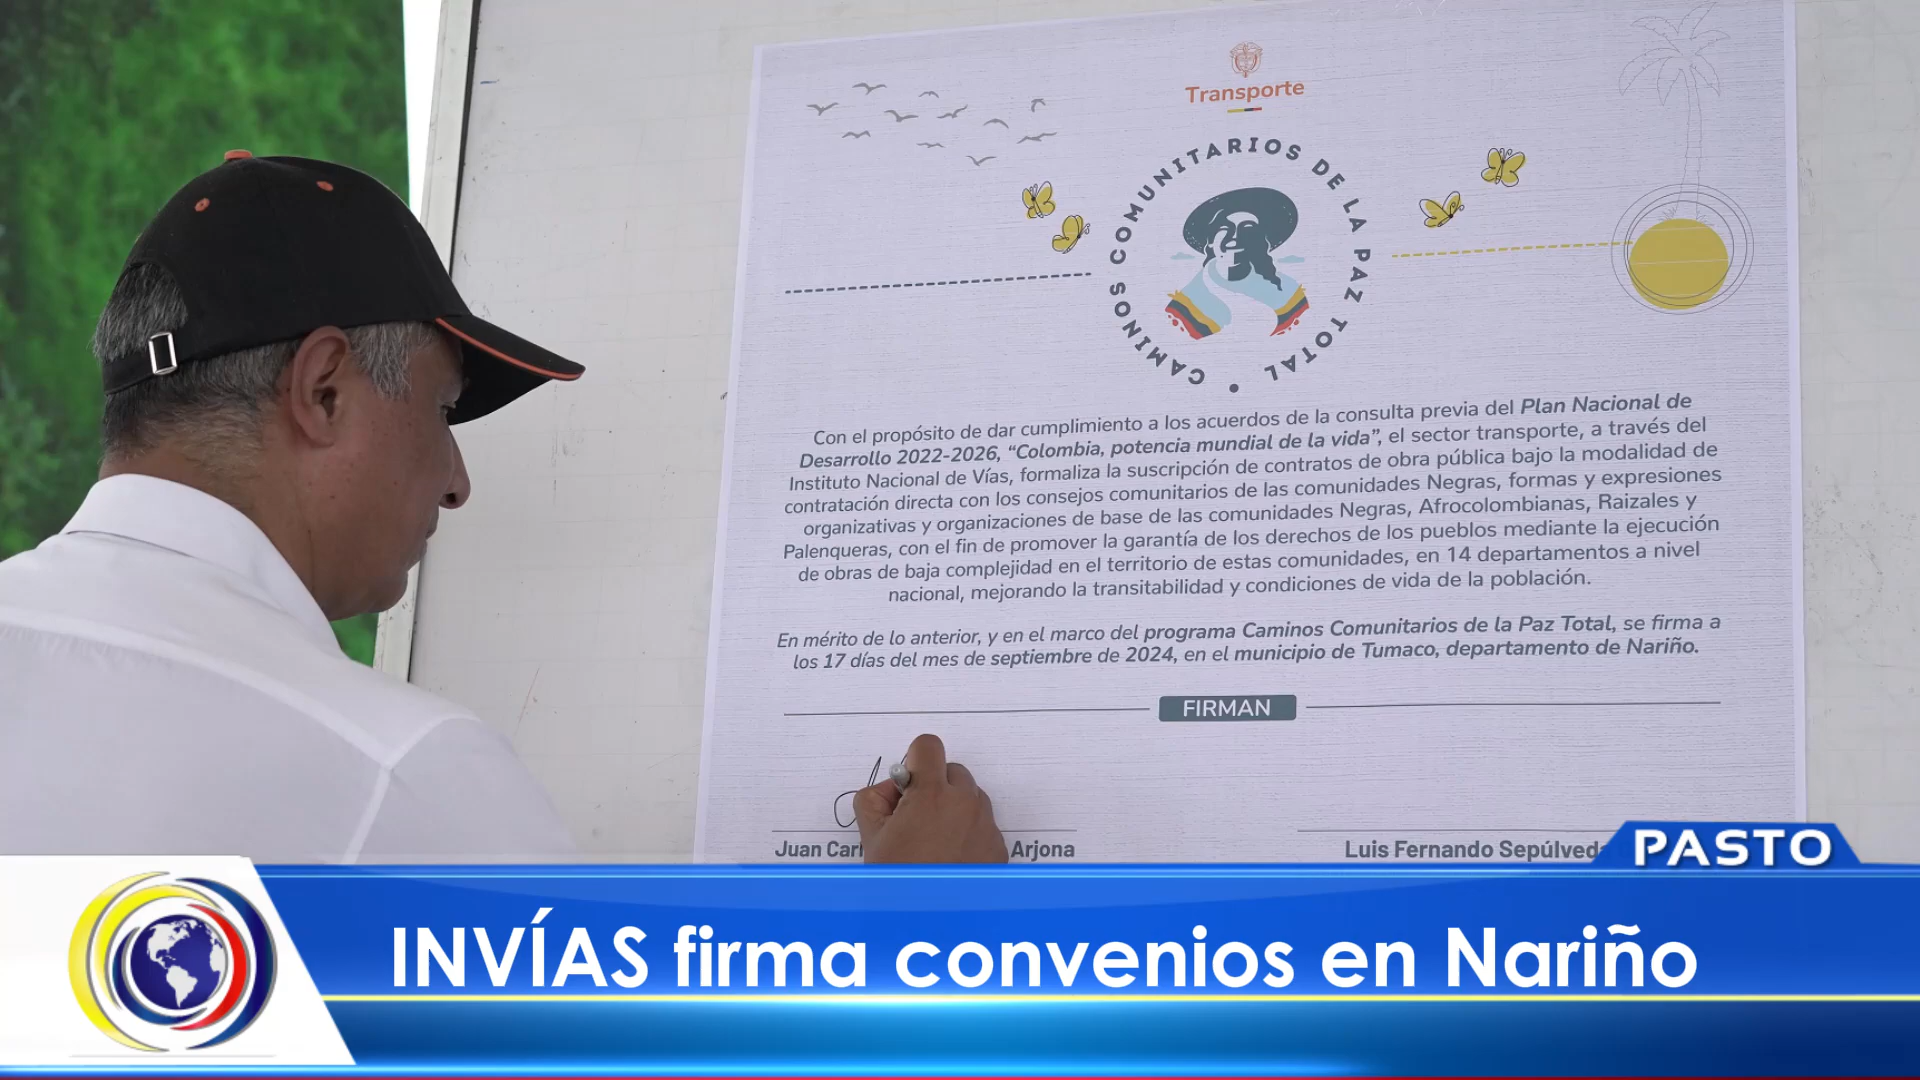 Transporte
CAMINOS COMUNITARIOS DE LA PAZ TOTAL
Con el propósito de dar cumplimiento a los acuerdos de la consulta previa del Plan Nacional de
Desarrollo 2022-2026, “Colombia, potencia mundial de la vida”, el sector transporte, a través del
Instituto Nacional de Vías, formaliza la suscripción de contratos de obra pública bajo la modalidad de
contratación directa con los consejos comunitarios de las comunidades Negras, formas y expresiones
organizativas y organizaciones de base de las comunidades Negras, Afrocolombianas, Raizales y
Palenqueras, con el fin de promover la garantía de los derechos de los pueblos mediante la ejecución
de obras de baja complejidad en el territorio de estas comunidades, en 14 departamentos a nivel
nacional, mejorando la transitabilidad y condiciones de vida de la población.
En mérito de lo anterior, y en el marco del programa Caminos Comunitarios de la Paz Total, se firma a
los 17 días del mes de septiembre de 2024, en el municipio de Tumaco, departamento de Nariño.
FIRMAN
Juan Arjona
Luis Fernando
PASTO
INVÍAS firma convenios en Nariño